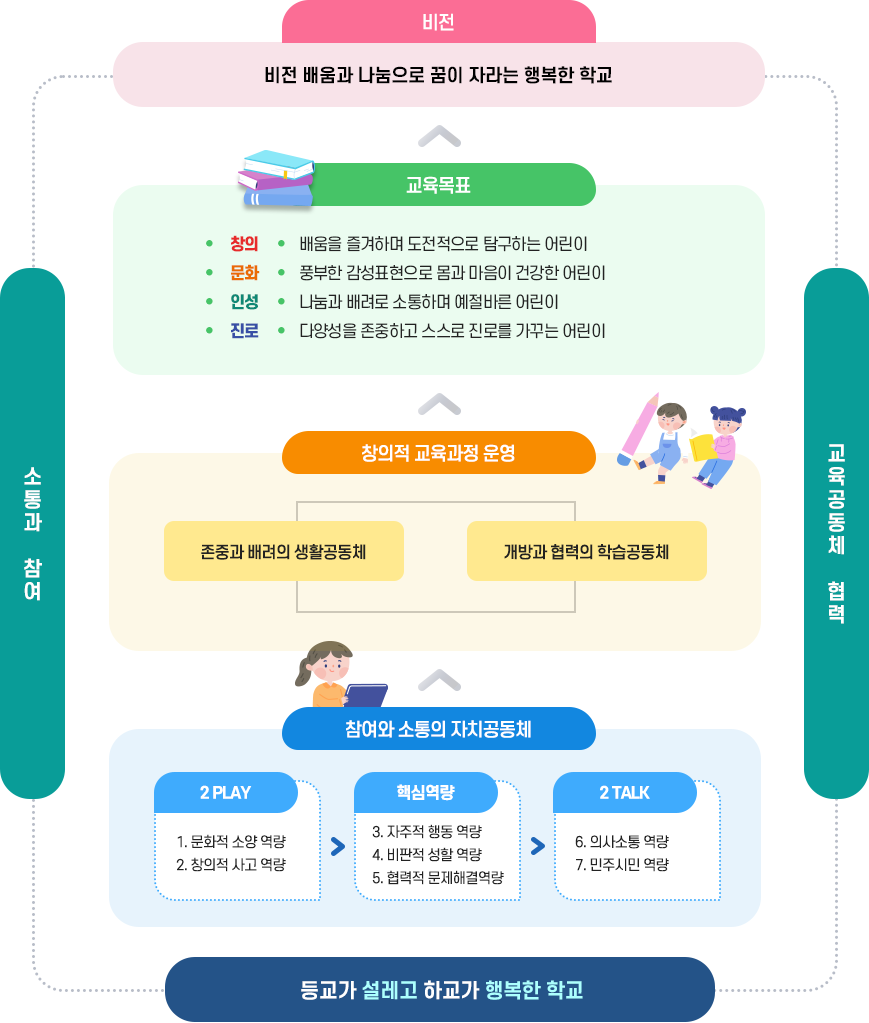 비전
비전 배움과 나눔으로 꿈이 자라는 행복한 학교
교육목표
창의 배움을 즐겨하며 도전적으로 탐구하는 어린이
문화 풍부한 감성표현으로 몸과 마음이 건강한 어린이
인성 나눔과 배려로 소통하며 예절바른 어린이
진로 다양성을 존중하고 스스로 진로를 가꾸는 어린이
소통과 참여
교육공동체 협력
창의적 교육과정 운영
존중과 배려의 생활공동체
개방과 협력의 학습공동체
참여와 소통의 자치공동체
2 PLAY
1. 문화적 소양 역량
2. 창의적 사고 역량
핵심역량
3. 자주적 행동 역량
4. 비판적 성할 역량
5. 협력적 문제해결역량
2 TALK
6. 의사소통 역량
7. 민주시민 역량
등교가 설레고 하교가 행복한 학교